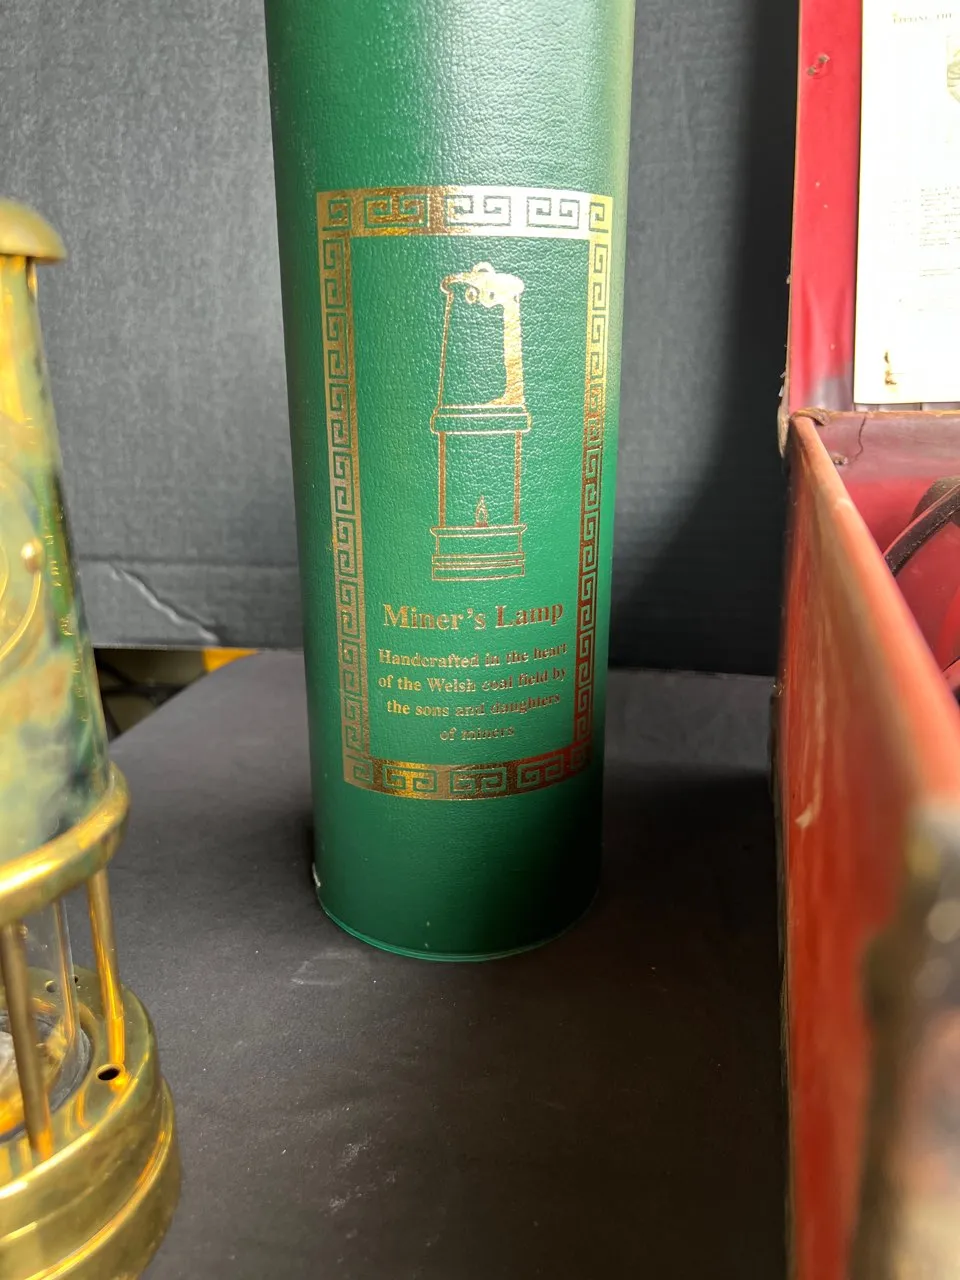 Miner's Lamp
Handcrafted in the heart
of the Welsh coal field by
the sons and daughters
of miners